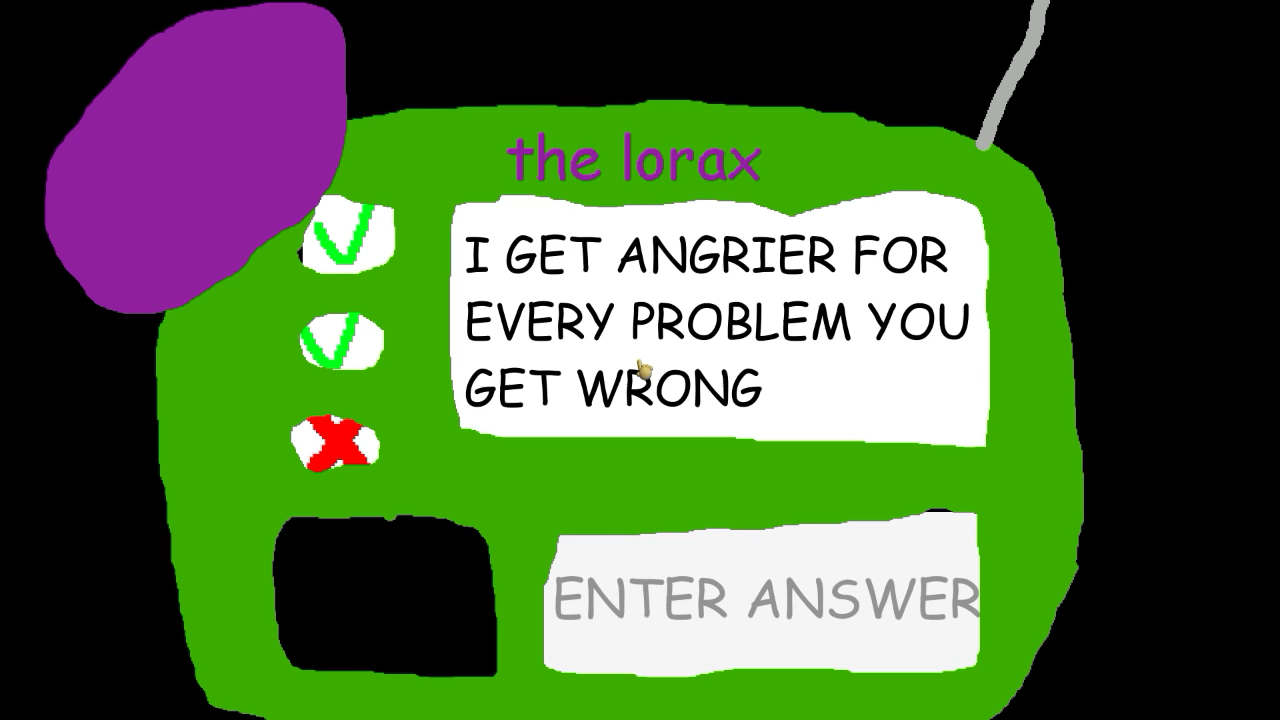 the lorax
I GET ANGRIER FOR
EVERY PROBLEM YOU
GET WRONG
ENTER ANSWER